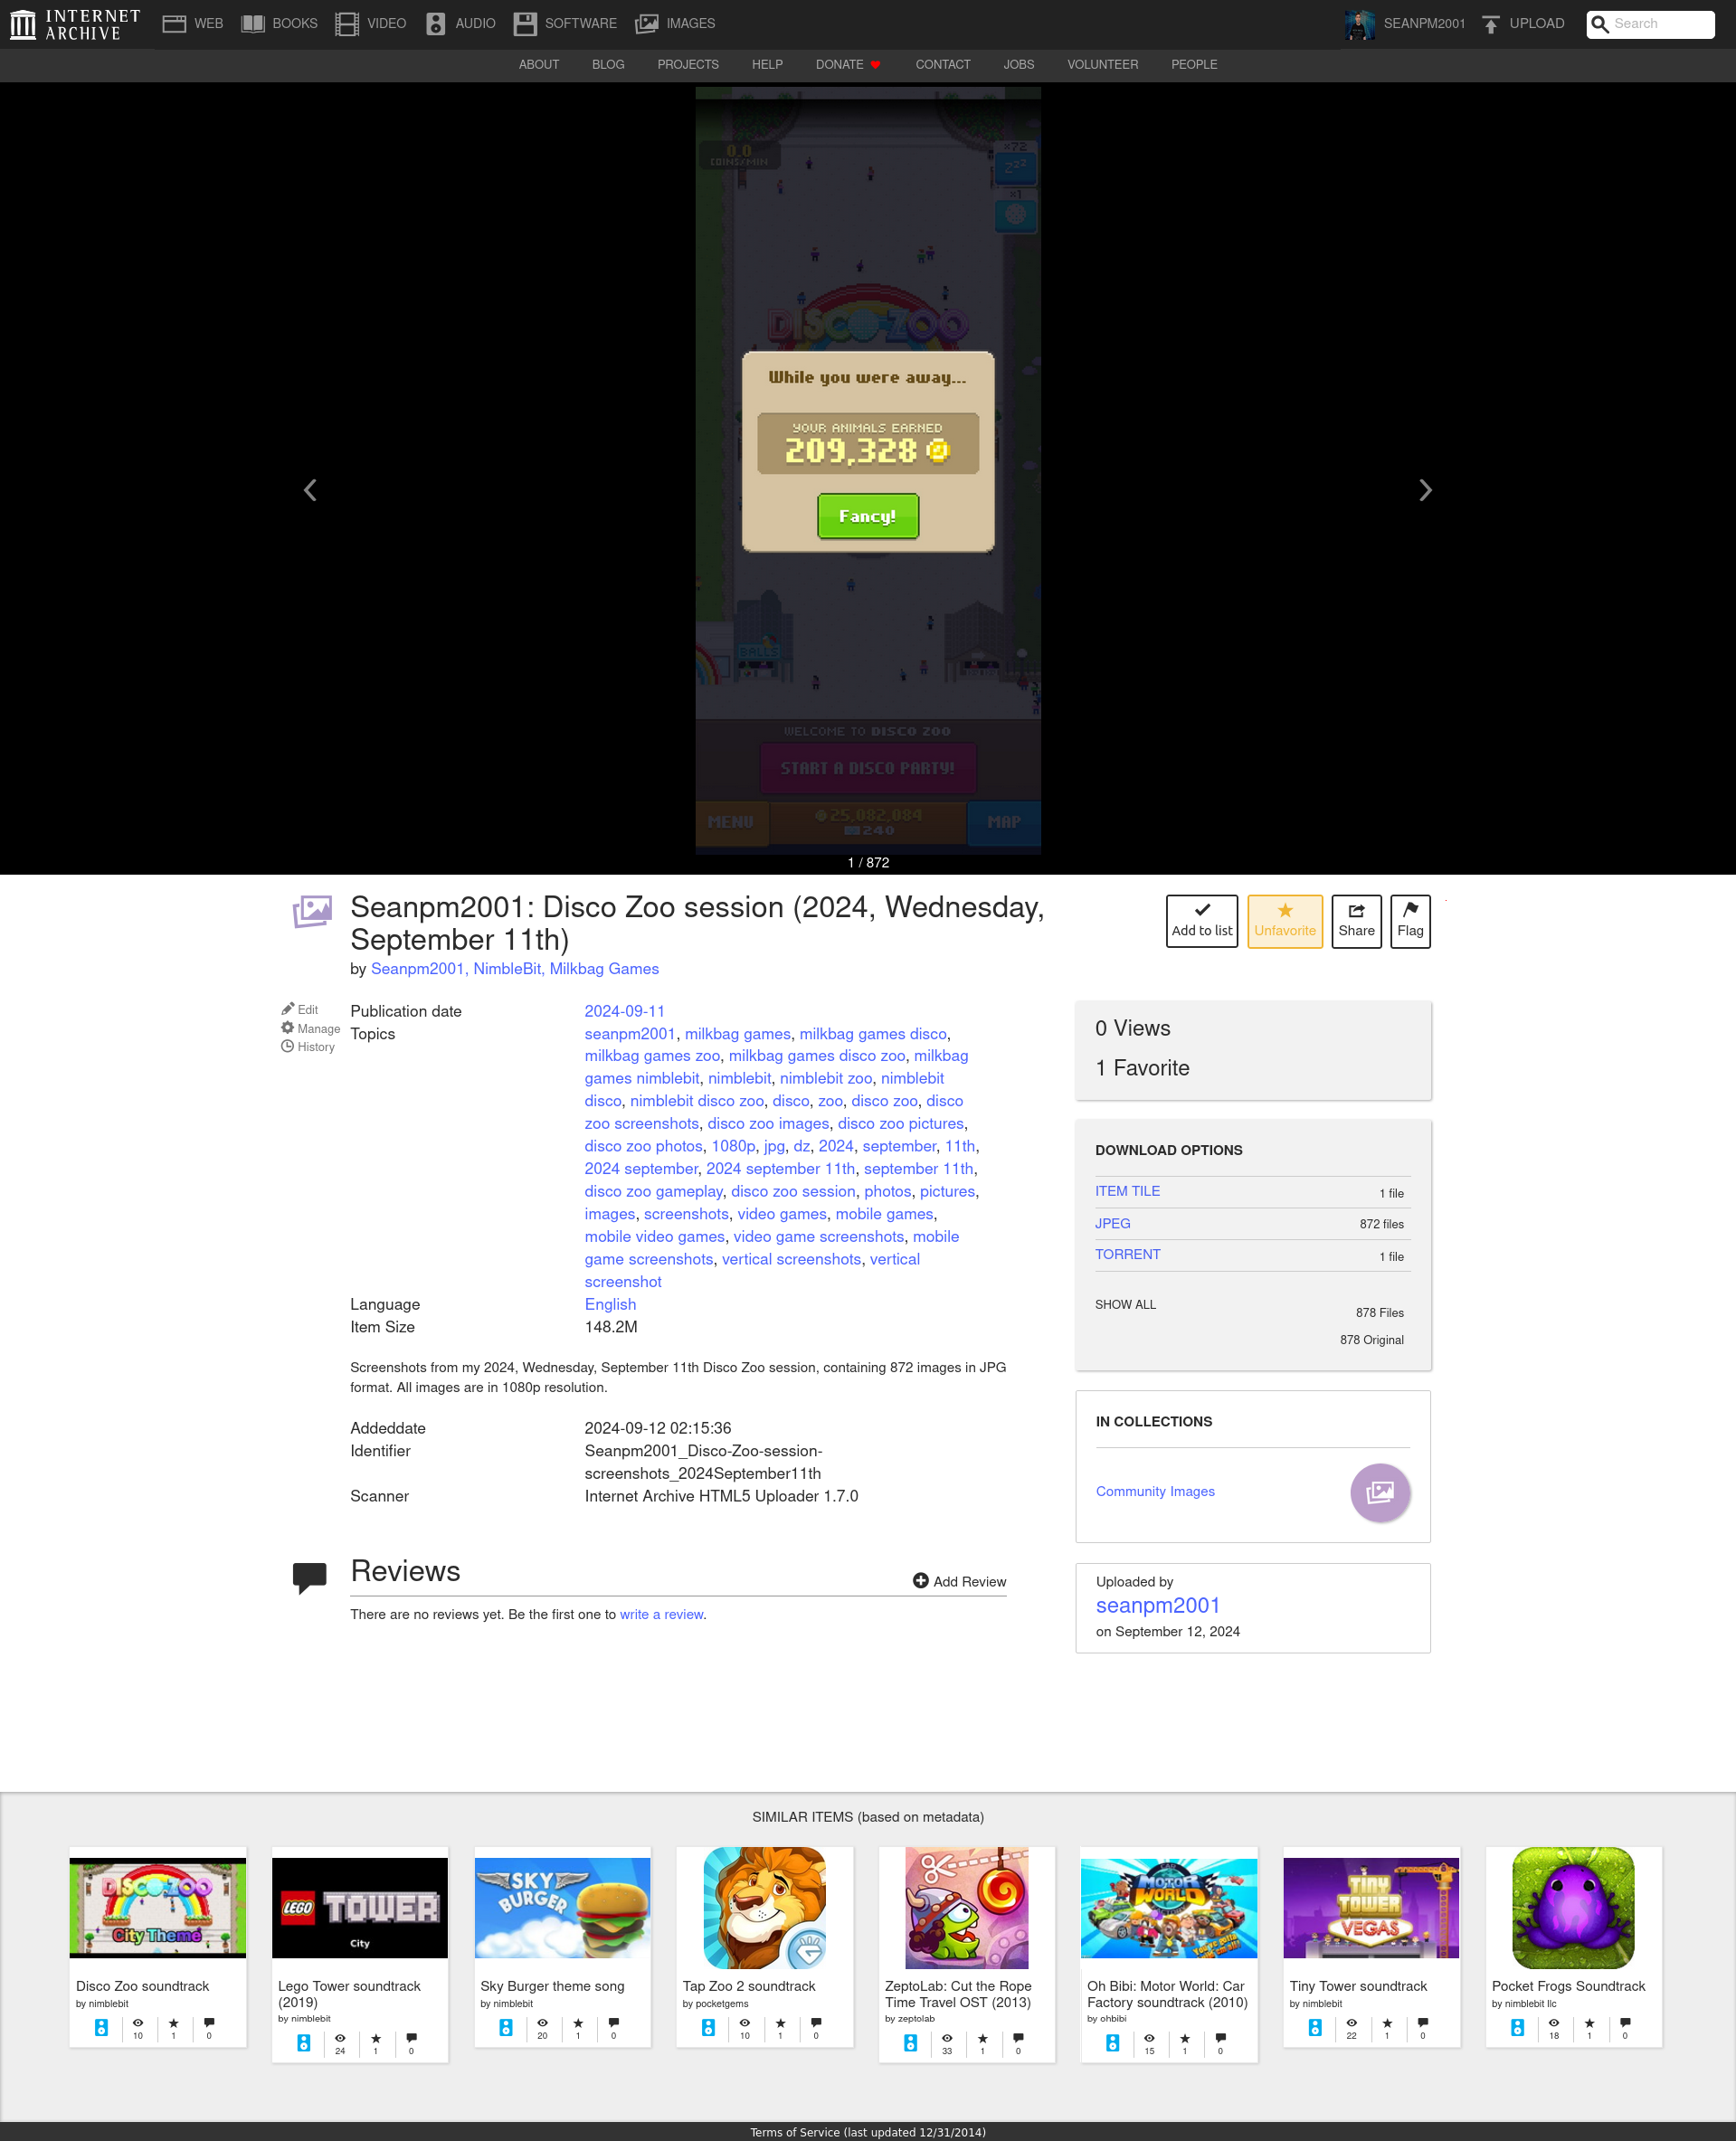 INTERNET ARCHIVE WEB BOOKS VIDEO AUDIO SOFTWARE IMAGES SEANPM2001 UPLOAD Search
ABOUT BLOG PROJECTS HELP DONATE CONTACT JOBS VOLUNTEER PEOPLE
0.0
COINS/MIN
x72
zzz
x1
DISCO ZOO
While you were away...
YOUR ANIMALS EARNED
209,328
Fancy!
BALLS
WELCOME TO DISCO ZOO
START A DISCO PARTY!
MENU 25,082,084 MAP
240
1 / 872
Seanpm2001: Disco Zoo session (2024, Wednesday,
September 11th)
by Seanpm2001, NimbleBit, Milkbag Games
Add to list Unfavorite Share Flag
Edit
Manage
History
Publication date 2024-09-11
Topics seanpm2001, milkbag games, milkbag games disco,
milkbag games zoo, milkbag games disco zoo, milkbag
games nimblebit, nimblebit, nimblebit zoo, nimblebit
disco, nimblebit disco zoo, disco, zoo, disco zoo, disco
zoo screenshots, disco zoo images, disco zoo pictures,
disco zoo photos, 1080p, jpg, dz, 2024, september, 11th,
2024 september, 2024 september 11th, september 11th,
disco zoo gameplay, disco zoo session, photos, pictures,
images, screenshots, video games, mobile games,
mobile video games, video game screenshots, mobile
game screenshots, vertical screenshots, vertical
screenshot
Language English
Item Size 148.2M
Screenshots from my 2024, Wednesday, September 11th Disco Zoo session, containing 872 images in JPG
format. All images are in 1080p resolution.
Addeddate 2024-09-12 02:15:36
Identifier Seanpm2001_Disco-Zoo-session-
screenshots_2024September11th
Scanner Internet Archive HTML5 Uploader 1.7.0
Reviews
Add Review
There are no reviews yet. Be the first one to write a review.
0 Views
1 Favorite
DOWNLOAD OPTIONS
ITEM TILE 1 file
JPEG 872 files
TORRENT 1 file
SHOW ALL 878 Files
878 Original
IN COLLECTIONS
Community Images
Uploaded by
seanpm2001
on September 12, 2024
SIMILAR ITEMS (based on metadata)
DISCO ZOO
City Theme
Disco Zoo soundtrack
by nimblebit
10 1 0
LEGO TOWER
City
Lego Tower soundtrack
(2019)
by nimblebit
24 1 0
SKY BURGER
Sky Burger theme song
by nimblebit
20 1 0
Tap Zoo 2 soundtrack
by pocketgems
10 1 0
ZeptoLab: Cut the Rope
Time Travel OST (2013)
by zeptolab
33 1 0
MOTOR WORLD
Oh Bibi: Motor World: Car
Factory soundtrack (2010)
by ohbibi
15 1 0
TINY TOWER VEGAS
Tiny Tower soundtrack
by nimblebit
22 1 0
Pocket Frogs Soundtrack
by nimblebit llc
18 1 0
Terms of Service (last updated 12/31/2014)